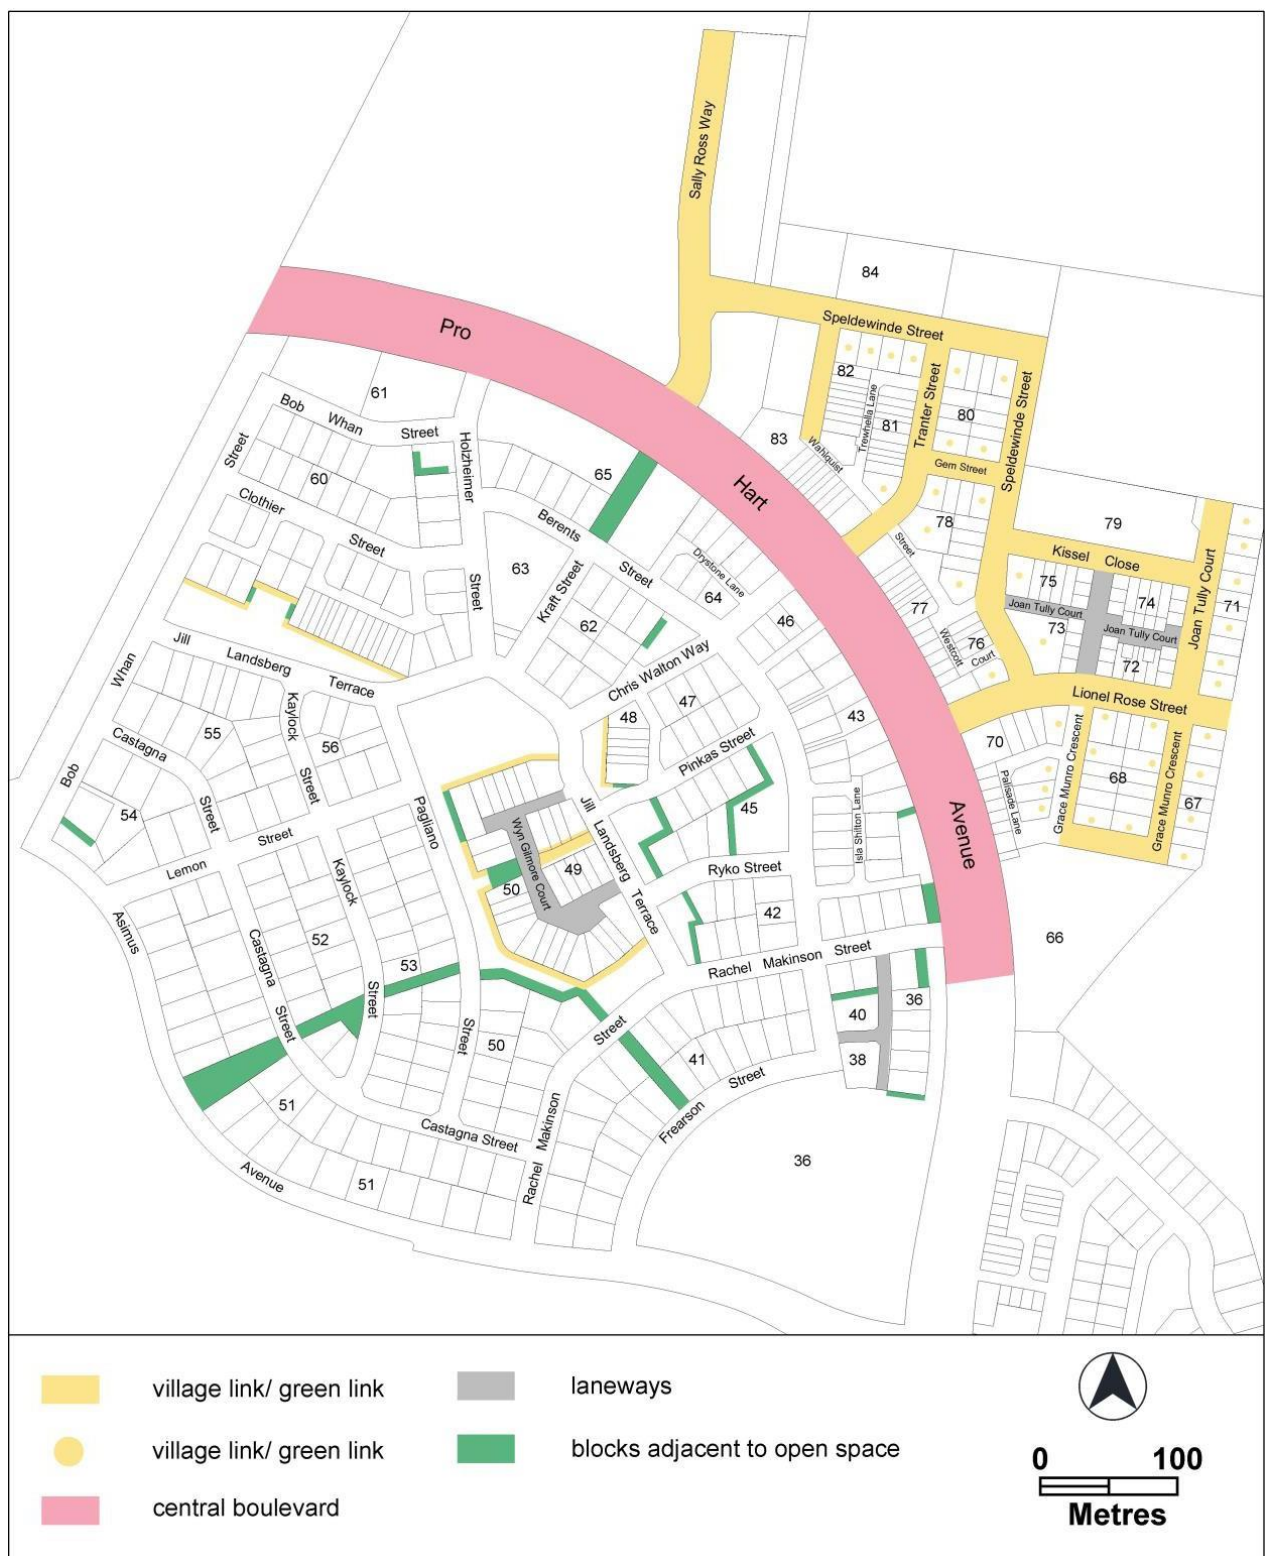 Sally Ross Way
84
Pro
Speldewinde Street
61
82
Bob
Whan
Street
Trewhella Lane
Tranter Street
80
Speldewinde Street
81
Holzheimer
83
Wahlquist
Street
Gem Street
65
60
Hart
Clothier
Street
Berents
Street
78
79
Street
Kissel Close
Drystone Lane
63
Kraft Street
64
75
74
Joan Tully Court
Joan Tully Court
Joan Tully Court
71
Street
77
46
62
73
76
Westcott
Court
72
Jill
Landsberg
Terrace
Chris Walton Way
Whan
Kaylock
Street
47
48
43
Lionel Rose Street
55
56
Pinkas Street
70
Castagna
Street
Bob
Palisade Lane
Grace Munro Crescent
68
Grace Munro Crescent
67
54
Pagliano
Street
Jill
Landsberg
Terrace
45
Isla Shilton Lane
Avenue
Street
Lemon
Wyn Gilmore Court
49
50
Ryko Street
Kaylock
Street
42
Asimus
Avenue
52
Castagna
Street
53
Rachel Makinson Street
66
36
40
50
Street
41
38
Street
Frearson
51
Castagna Street
Rachel Makinson
36
51
village link/ green link
laneways
village link/ green link
blocks adjacent to open space
central boulevard
0 100
Metres